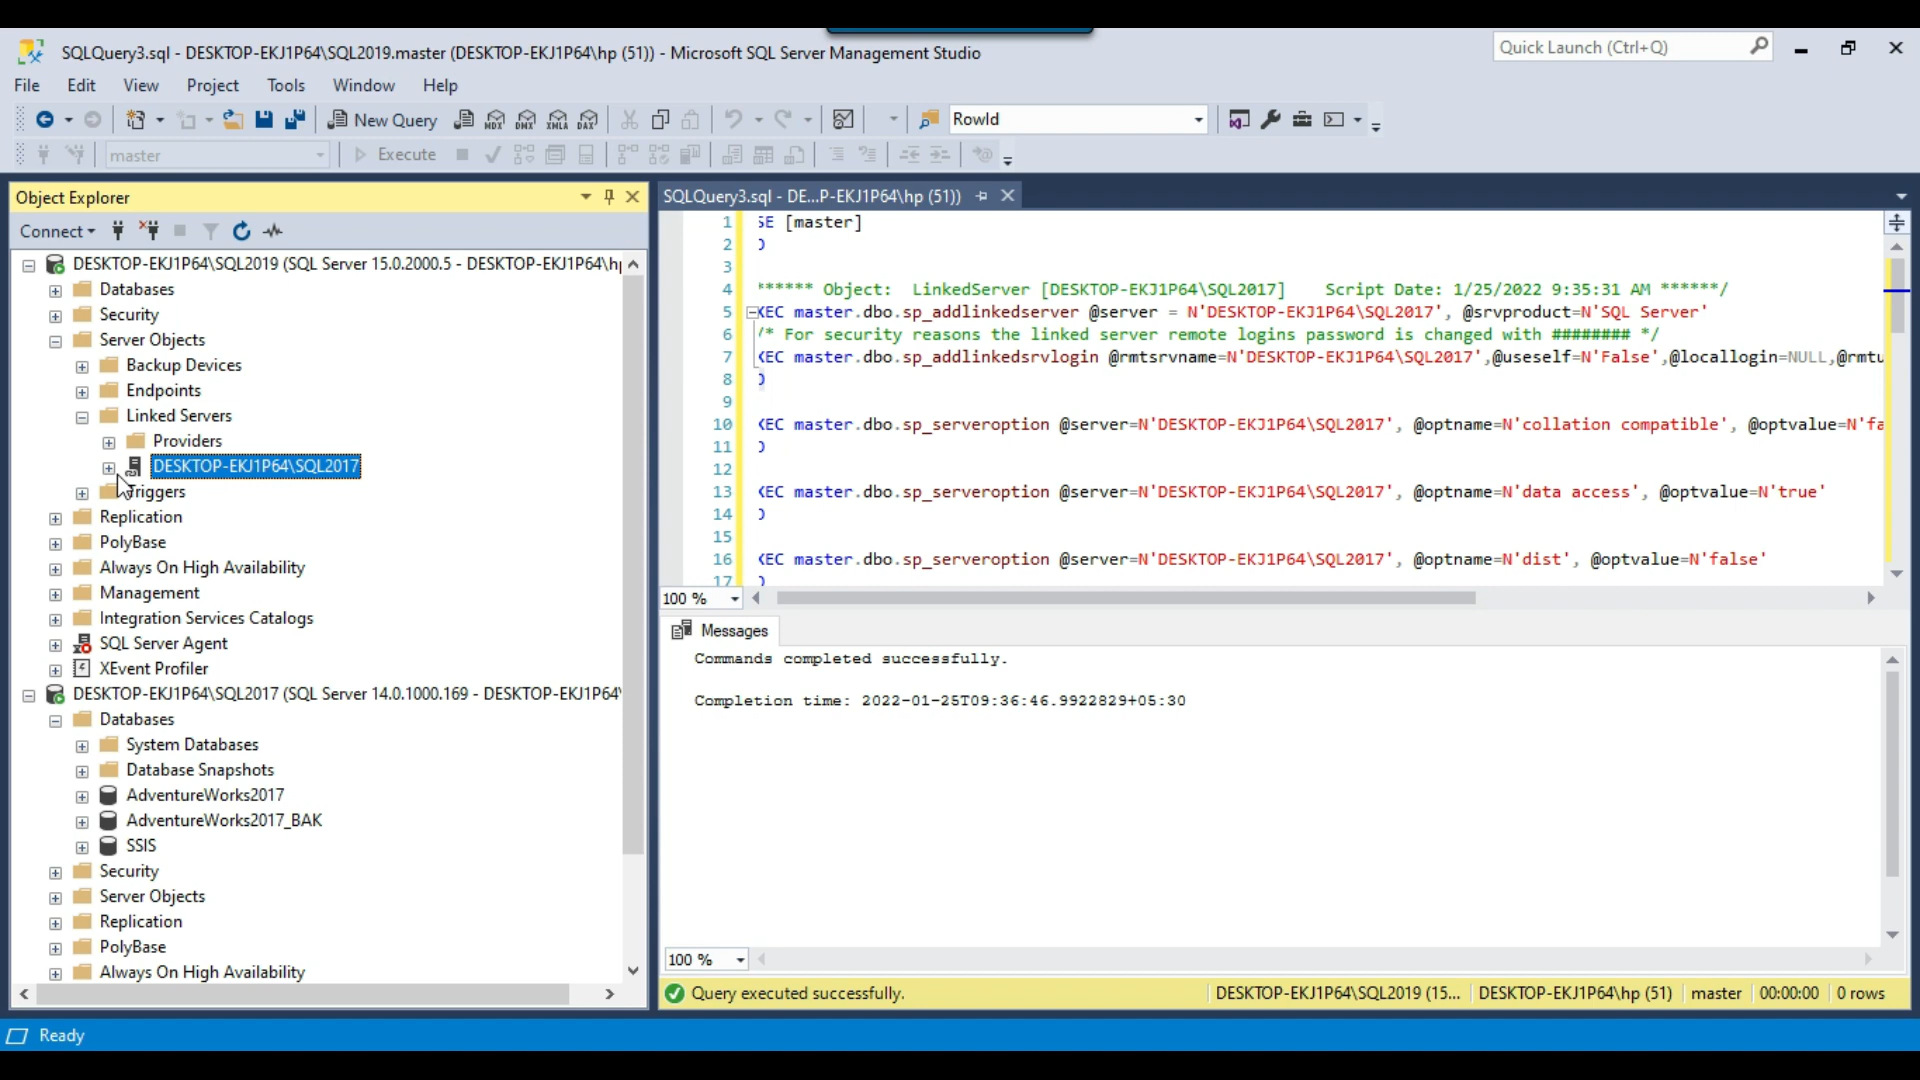 SQLQuery3.sql - DESKTOP-EKJ1P64\SQL2019.master (DESKTOP-EKJ1P64\hp (51)) - Microsoft SQL Server Management Studio
Quick Launch (Ctrl+Q)
File Edit View Project Tools Window Help
New Query MDX DMX XMLA DAX RowId
master Execute
Object Explorer
Connect
DESKTOP-EKJ1P64\SQL2019 (SQL Server 15.0.2000.5 - DESKTOP-EKJ1P64\hp
Databases
Security
Server Objects
Backup Devices
Endpoints
Linked Servers
Providers
DESKTOP-EKJ1P64\SQL2017
Triggers
Replication
PolyBase
Always On High Availability
Management
Integration Services Catalogs
SQL Server Agent
XEvent Profiler
DESKTOP-EKJ1P64\SQL2017 (SQL Server 14.0.1000.169 - DESKTOP-EKJ1P64\
Databases
System Databases
Database Snapshots
AdventureWorks2017
AdventureWorks2017_BAK
SSIS
Security
Server Objects
Replication
PolyBase
Always On High Availability
SQLQuery3.sql - DE...P-EKJ1P64\hp (51))
1 SE [master]
2 O
3
4 ****** Object: LinkedServer [DESKTOP-EKJ1P64\SQL2017] Script Date: 1/25/2022 9:35:31 AM ******/
5 XEC master.dbo.sp_addlinkedserver @server = N'DESKTOP-EKJ1P64\SQL2017', @srvproduct=N'SQL Server'
6 /* For security reasons the linked server remote logins password is changed with ######## */
7 XEC master.dbo.sp_addlinkedsrvlogin @rmtsrvname=N'DESKTOP-EKJ1P64\SQL2017',@useself=N'False',@locallogin=NULL,@rmtu
8 O
9
10 XEC master.dbo.sp_serveroption @server=N'DESKTOP-EKJ1P64\SQL2017', @optname=N'collation compatible', @optvalue=N'fa
11 O
12
13 XEC master.dbo.sp_serveroption @server=N'DESKTOP-EKJ1P64\SQL2017', @optname=N'data access', @optvalue=N'true'
14 O
15
16 XEC master.dbo.sp_serveroption @server=N'DESKTOP-EKJ1P64\SQL2017', @optname=N'dist', @optvalue=N'false'
17 O
100 %
Messages
Commands completed successfully.
Completion time: 2022-01-25T09:36:46.9922829+05:30
100 %
Query executed successfully. DESKTOP-EKJ1P64\SQL2019 (15... DESKTOP-EKJ1P64\hp (51) master 00:00:00 0 rows
Ready